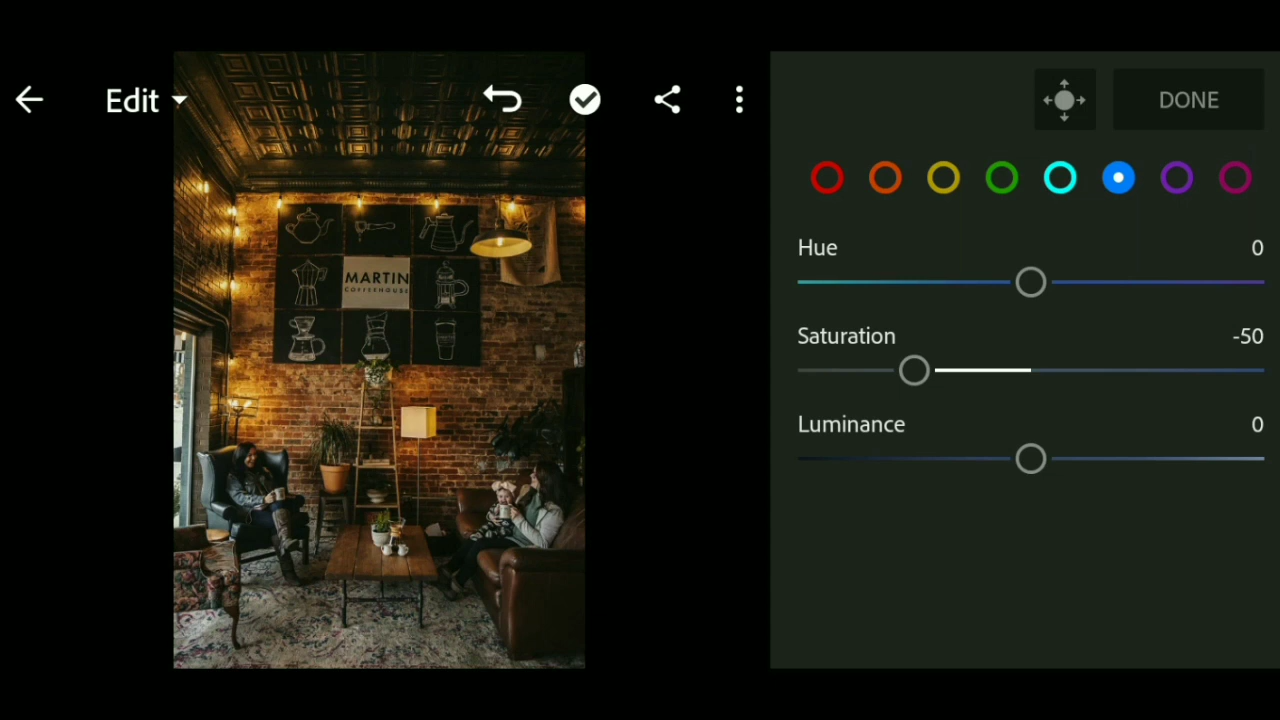 Edit
DONE
Hue
0
Saturation
-50
Luminance
0
MARTIN
COFFEEHOUSE